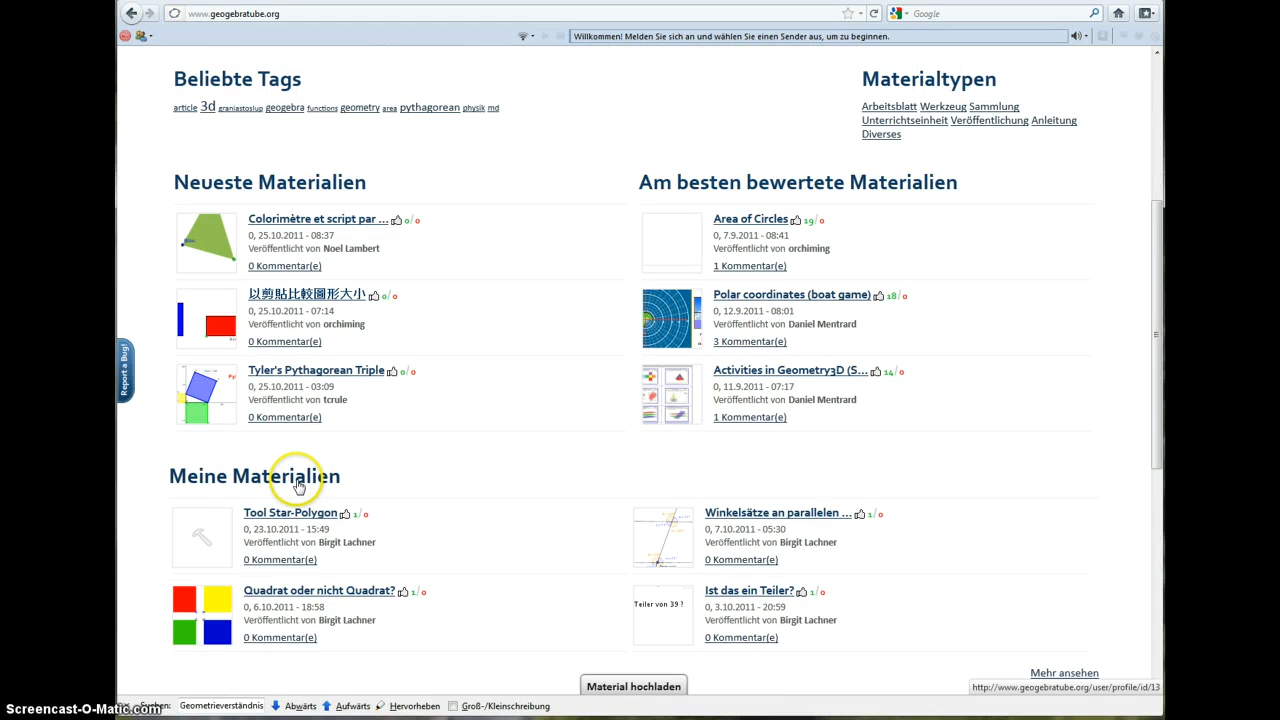 www.geogebratube.org
Google
Willkommen! Melden Sie sich an und wählen Sie einen Sender aus, um zu beginnen.
Beliebte Tags
article 3d graniastoslup geogebra functions geometry area pythagorean physik md
Materialtypen
Arbeitsblatt Werkzeug Sammlung
Unterrichtseinheit Veröffentlichung Anleitung
Diverses
Neueste Materialien
Colorimètre et script par ... 0/0
0, 25.10.2011 - 08:37
Veröffentlicht von Noel Lambert
0 Kommentar(e)
以剪貼比較圖形大小 0/0
0, 25.10.2011 - 07:14
Veröffentlicht von orchiming
0 Kommentar(e)
Tyler's Pythagorean Triple 0/0
0, 25.10.2011 - 03:09
Veröffentlicht von tcrule
0 Kommentar(e)
Am besten bewertete Materialien
Area of Circles 19/0
0, 7.9.2011 - 08:41
Veröffentlicht von orchiming
1 Kommentar(e)
Polar coordinates (boat game) 18/0
0, 12.9.2011 - 08:01
Veröffentlicht von Daniel Mentrard
3 Kommentar(e)
Activities in Geometry3D (S... 14/0
0, 11.9.2011 - 07:17
Veröffentlicht von Daniel Mentrard
1 Kommentar(e)
Report a Bug!
Meine Materialien
Tool Star-Polygon 1/0
0, 23.10.2011 - 15:49
Veröffentlicht von Birgit Lachner
0 Kommentar(e)
Winkelsätze an parallelen ... 1/0
0, 7.10.2011 - 05:30
Veröffentlicht von Birgit Lachner
0 Kommentar(e)
Quadrat oder nicht Quadrat? 1/0
0, 6.10.2011 - 18:58
Veröffentlicht von Birgit Lachner
0 Kommentar(e)
Teiler von 39 ?
Ist das ein Teiler? 1/0
0, 3.10.2011 - 20:59
Veröffentlicht von Birgit Lachner
0 Kommentar(e)
Mehr ansehen
Material hochladen
http://www.geogebratube.org/user/profile/id/13
Suchen: Geometrieverständnis Abwärts Aufwärts Hervorheben Groß-/Kleinschreibung
Screencast-O-Matic.com